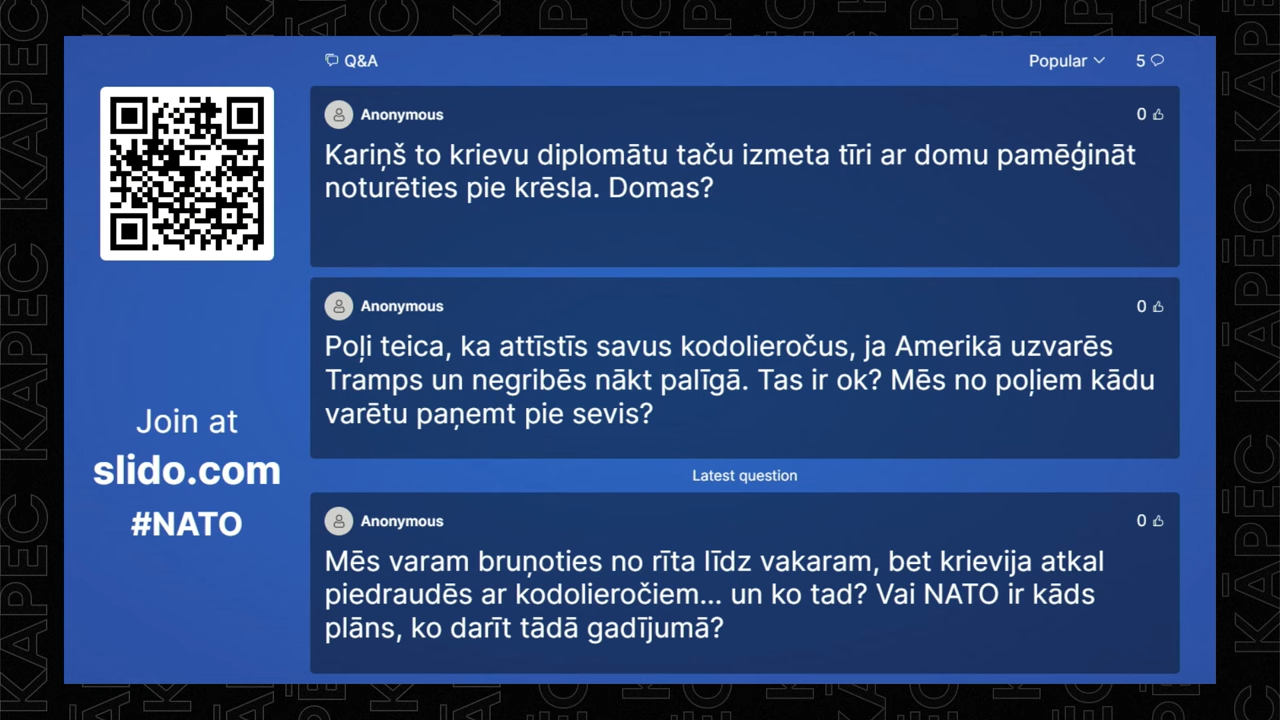 Q&A
Popular
5
Anonymous
0
Kariņš to krievu diplomātu taču izmeta tīri ar domu pamēģināt
noturēties pie krēsla. Domas?
Anonymous
0
Poļi teica, ka attīstīs savus kodolieročus, ja Amerikā uzvarēs
Tramps un negribēs nākt palīgā. Tas ir ok? Mēs no poļiem kādu
varētu paņemt pie sevis?
Join at
slido.com
#NATO
Latest question
Anonymous
0
Mēs varam bruņoties no rīta līdz vakaram, bet krievija atkal
piedraudēs ar kodolieročiem... un ko tad? Vai NATO ir kāds
plāns, ko darīt tādā gadījumā?
KĀPĒC
KĀPĒC
KĀPĒC
KĀPĒC